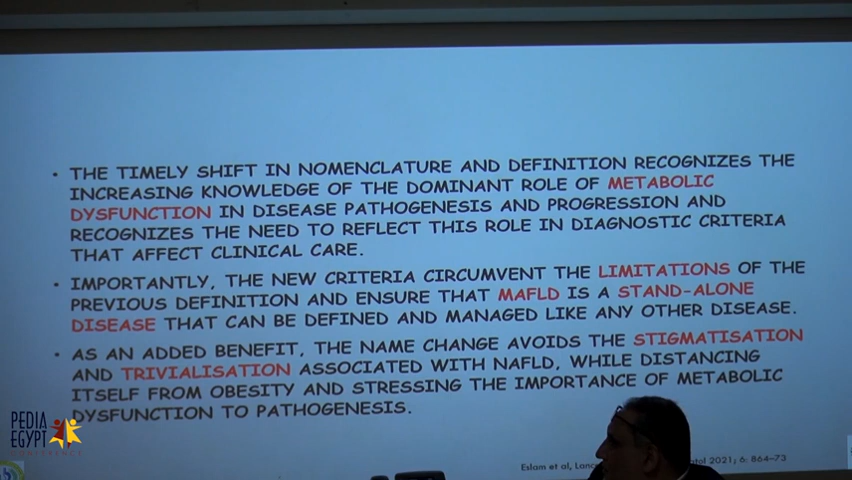 • THE TIMELY SHIFT IN NOMENCLATURE AND DEFINITION RECOGNIZES THE
INCREASING KNOWLEDGE OF THE DOMINANT ROLE OF METABOLIC
DYSFUNCTION IN DISEASE PATHOGENESIS AND PROGRESSION AND
RECOGNIZES THE NEED TO REFLECT THIS ROLE IN DIAGNOSTIC CRITERIA
THAT AFFECT CLINICAL CARE.
• IMPORTANTLY, THE NEW CRITERIA CIRCUMVENT THE LIMITATIONS OF THE
PREVIOUS DEFINITION AND ENSURE THAT MAFLD IS A STAND-ALONE
DISEASE THAT CAN BE DEFINED AND MANAGED LIKE ANY OTHER DISEASE.
• AS AN ADDED BENEFIT, THE NAME CHANGE AVOIDS THE STIGMATISATION
AND TRIVIALISATION ASSOCIATED WITH NAFLD, WHILE DISTANCING
ITSELF FROM OBESITY AND STRESSING THE IMPORTANCE OF METABOLIC
DYSFUNCTION TO PATHOGENESIS.
PEDIA
EGYPT
CONFERENCE
Eslam et al, 2021; 6: 864–73